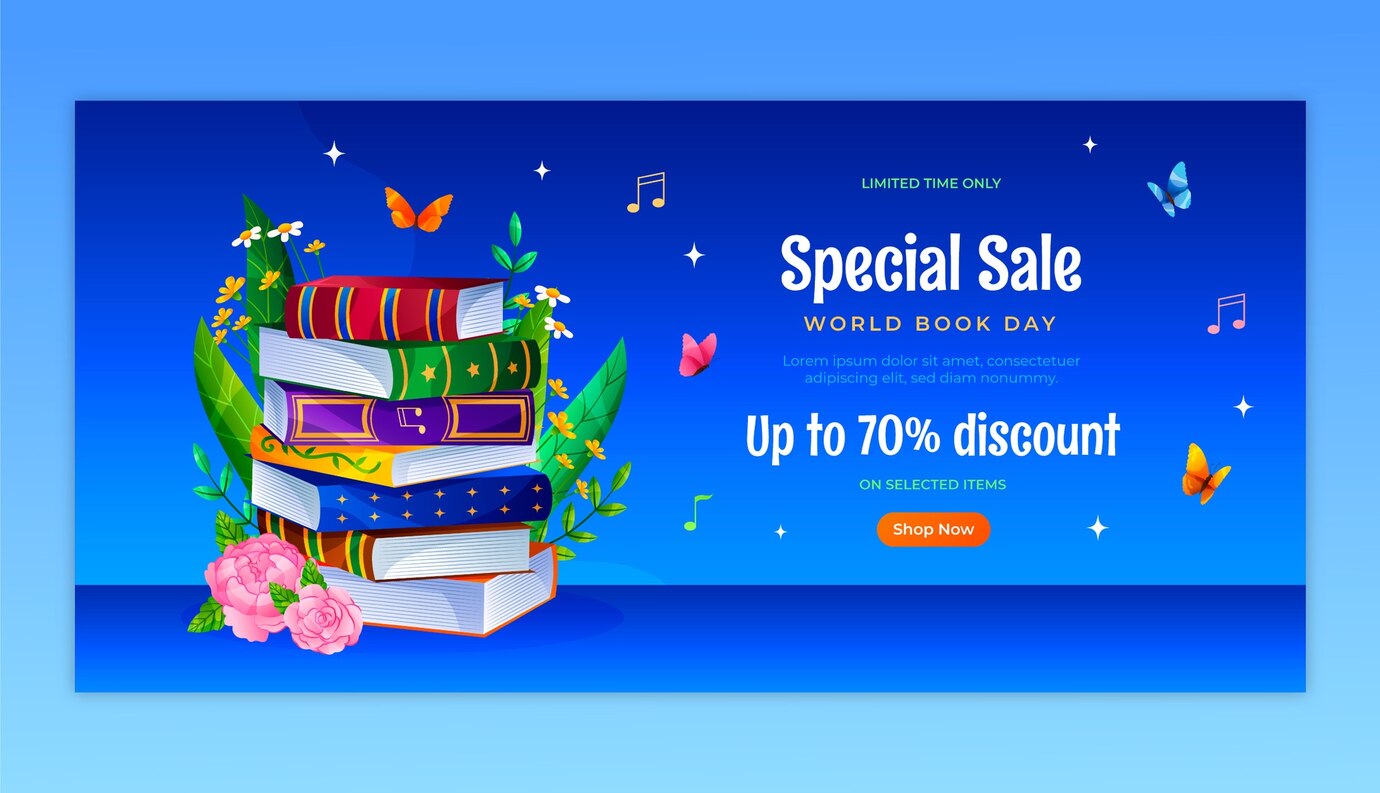 LIMITED TIME ONLY
Special Sale
WORLD BOOK DAY
Lorem ipsum dolor sit amet, consectetuer
adipiscing elit, sed diam nonummy.
Up to 70% discount
ON SELECTED ITEMS
Shop Now